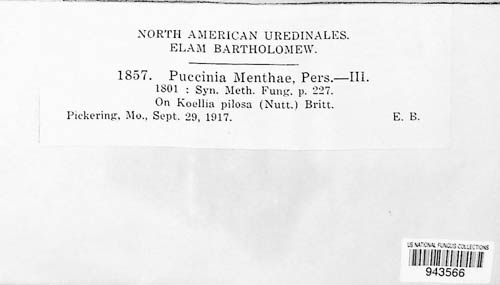 NORTH AMERICAN UREDINALES.
ELAM BARTHOLOMEW.
1857. Puccinia Menthae, Pers.—III.
1801 : Syn. Meth. Fung. p. 227.
On Koellia pilosa (Nutt.) Britt.
Pickering, Mo., Sept. 29, 1917. E. B.
US NATIONAL FUNGUS COLLECTIONS
943566